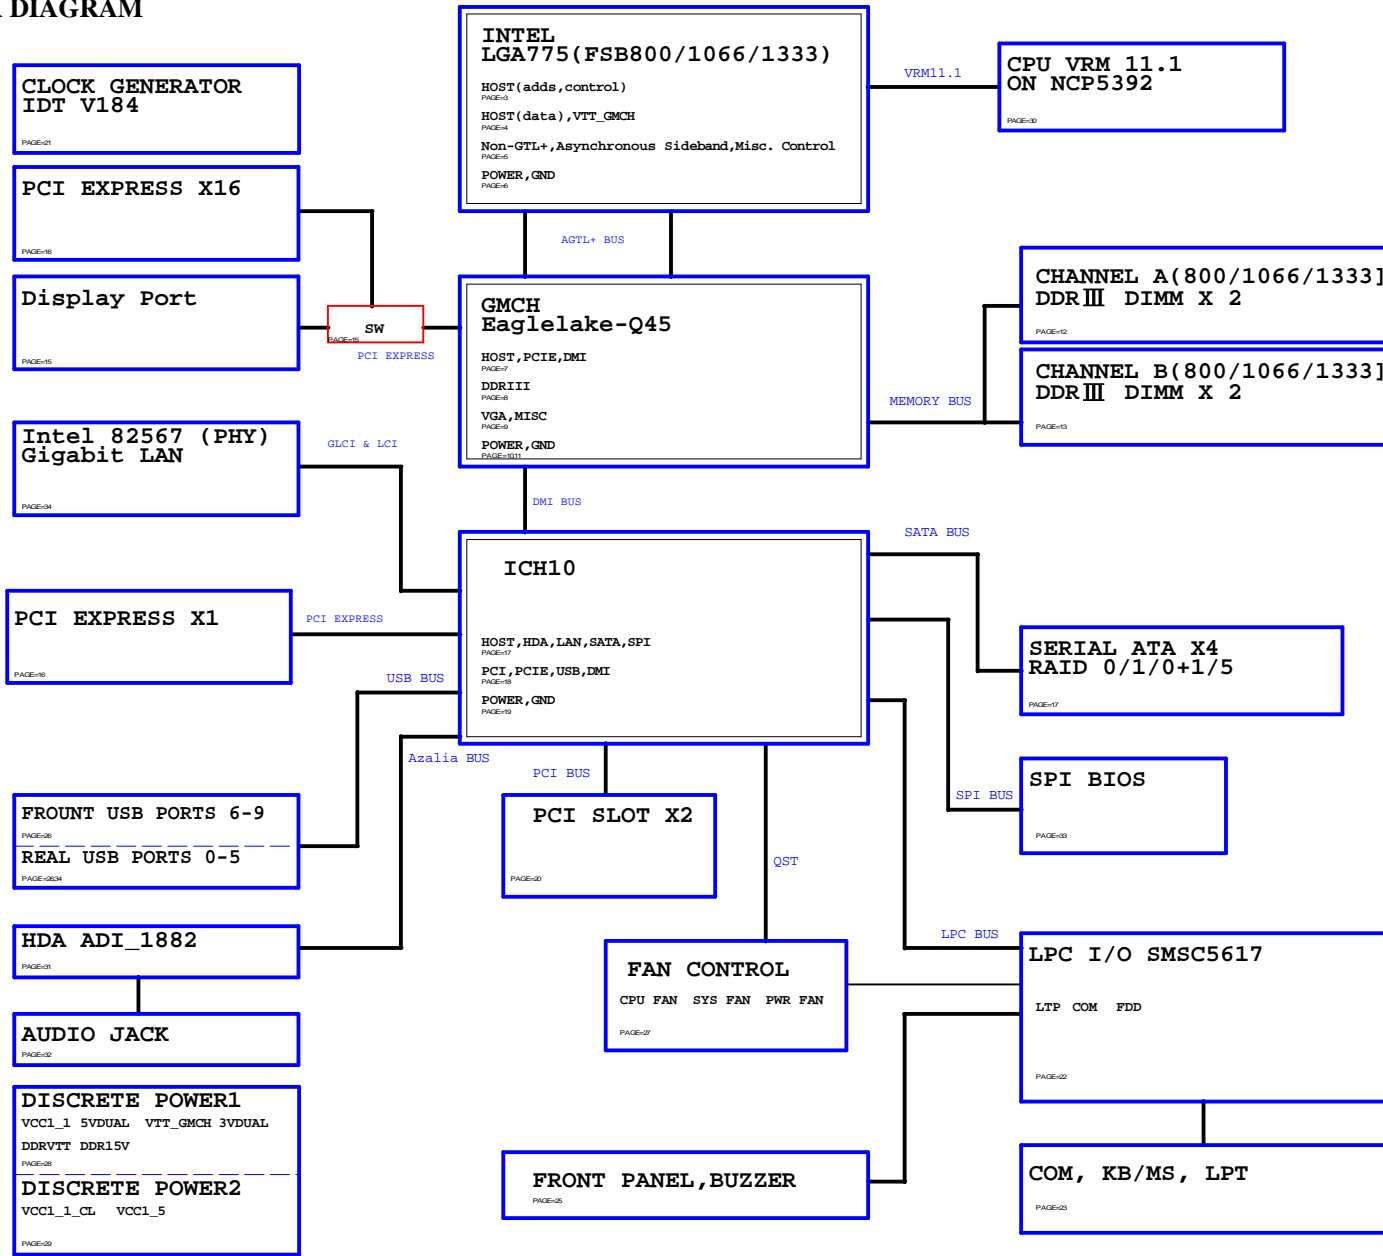 DIAGRAM
CLOCK GENERATOR
IDT V184
PAGE=21
PCI EXPRESS X16
PAGE=16
Display Port
PAGE=15
SW
PAGE=15
PCI EXPRESS
INTEL
LGA775(FSB800/1066/1333)
HOST(adds,control)
PAGE=3
HOST(data),VTT_GMCH
PAGE=4
Non-GTL+,Asynchronous Sideband,Misc. Control
PAGE=5
POWER,GND
PAGE=6
VRM11.1
CPU VRM 11.1
ON NCP5392
PAGE=30
AGTL+ BUS
GMCH
Eaglelake-Q45
HOST,PCIE,DMI
PAGE=7
DDRIII
PAGE=8
VGA,MISC
PAGE=9
POWER,GND
PAGE=10,11
MEMORY BUS
CHANNEL A(800/1066/1333]
DDRⅢ DIMM X 2
PAGE=12
CHANNEL B(800/1066/1333]
DDRⅢ DIMM X 2
PAGE=13
Intel 82567 (PHY)
Gigabit LAN
PAGE=34
GLCI & LCI
DMI BUS
PCI EXPRESS X1
PAGE=16
PCI EXPRESS
ICH10
HOST,HDA,LAN,SATA,SPI
PAGE=17
PCI,PCIE,USB,DMI
PAGE=18
POWER,GND
PAGE=19
SATA BUS
SERIAL ATA X4
RAID 0/1/0+1/5
PAGE=17
USB BUS
Azalia BUS
PCI BUS
SPI BUS
SPI BIOS
PAGE=33
FROUNT USB PORTS 6-9
PAGE=26
REAL USB PORTS 0-5
PAGE=26,34
PCI SLOT X2
PAGE=20
QST
HDA ADI_1882
PAGE=31
AUDIO JACK
PAGE=32
FAN CONTROL
CPU FAN SYS FAN PWR FAN
PAGE=27
LPC BUS
LPC I/O SMSC5617
LTP COM FDD
PAGE=22
DISCRETE POWER1
VCC1_1 5VDUAL VTT_GMCH 3VDUAL
DDRVTT DDR15V
PAGE=28
DISCRETE POWER2
VCC1_1_CL VCC1_5
PAGE=29
FRONT PANEL,BUZZER
PAGE=25
COM, KB/MS, LPT
PAGE=23